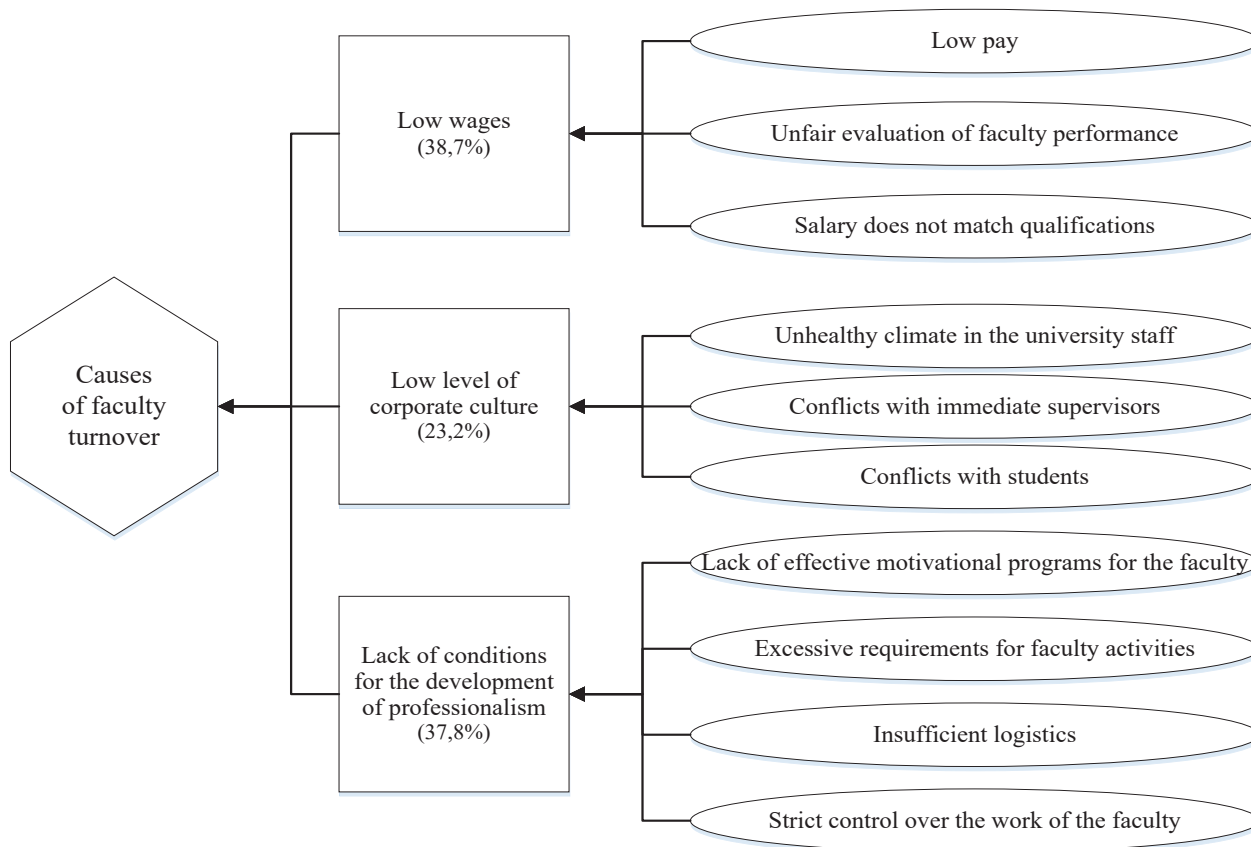 Causes
of faculty
turnover
Low wages
(38,7%)
Low pay
Unfair evaluation of faculty performance
Salary does not match qualifications
Low level of
corporate culture
(23,2%)
Unhealthy climate in the university staff
Conflicts with immediate supervisors
Conflicts with students
Lack of conditions
for the development
of professionalism
(37,8%)
Lack of effective motivational programs for the faculty
Excessive requirements for faculty activities
Insufficient logistics
Strict control over the work of the faculty